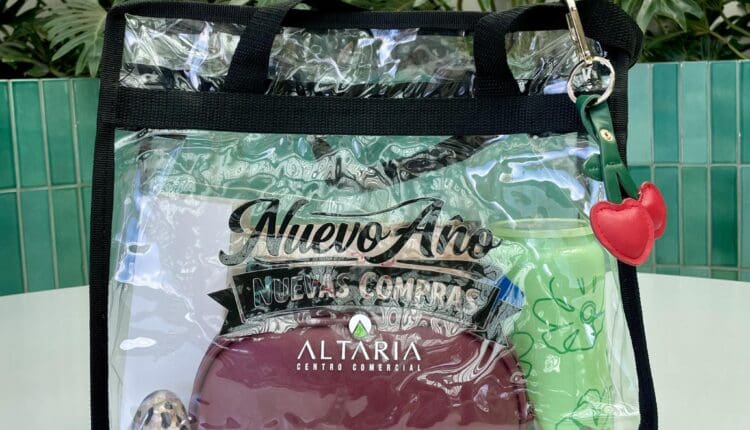 Nuevo Año
NUEVAS COMPRAS
ALTARIA
CENTRO COMERCIAL